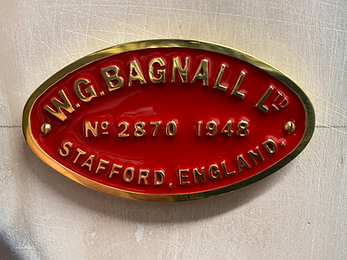 W.G.BAGNALL LTD
No 2870 1948
STAFFORD, ENGLAND.